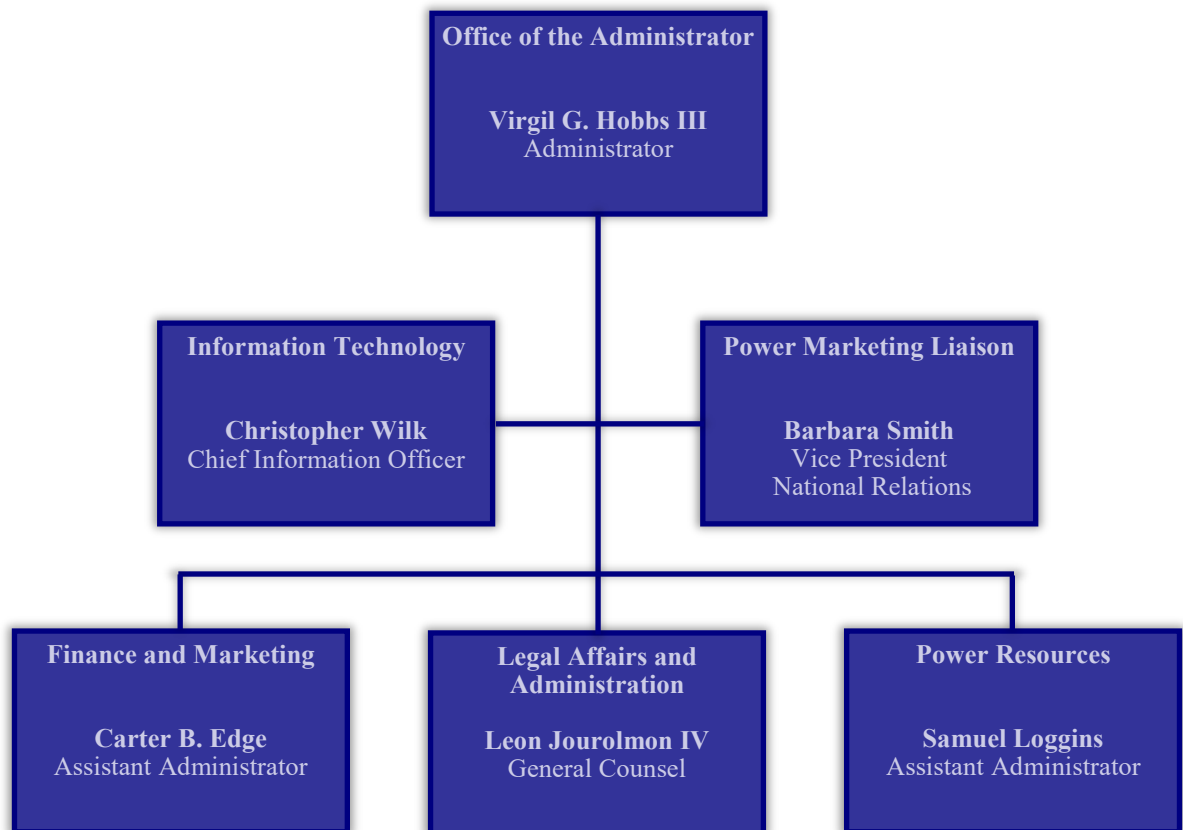 Office of the Administrator
Virgil G. Hobbs III
Administrator
Information Technology
Christopher Wilk
Chief Information Officer
Power Marketing Liaison
Barbara Smith
Vice President
National Relations
Finance and Marketing
Carter B. Edge
Assistant Administrator
Legal Affairs and
Administration
Leon Jourolmon IV
General Counsel
Power Resources
Samuel Loggins
Assistant Administrator